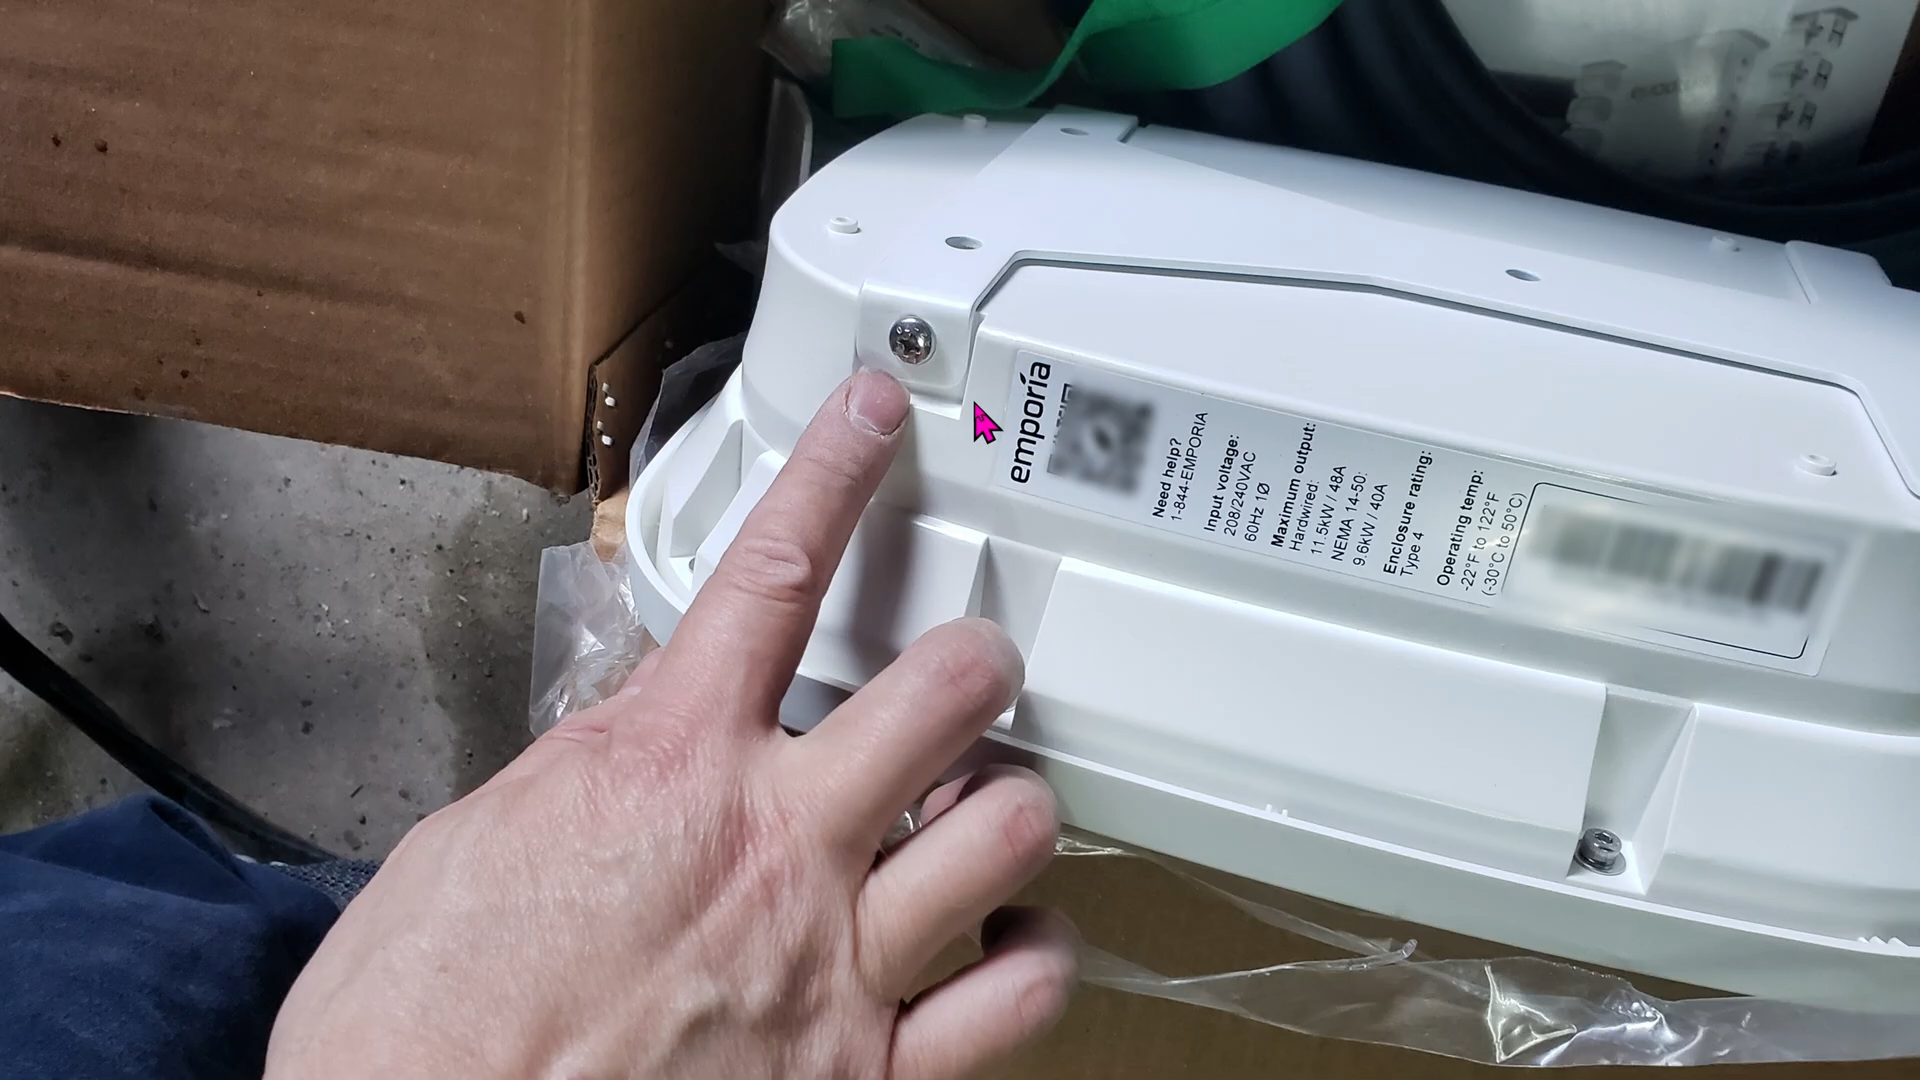 emporia
Need help?
1-844-EMPORIA
Input voltage:
208/240VAC
60Hz 1Ø
Maximum output:
Hardwired:
11.5kW / 48A
NEMA 14-50:
9.6kW / 40A
Enclosure rating:
Type 4
Operating temp:
-22°F to 122°F
(-30°C to 50°C)